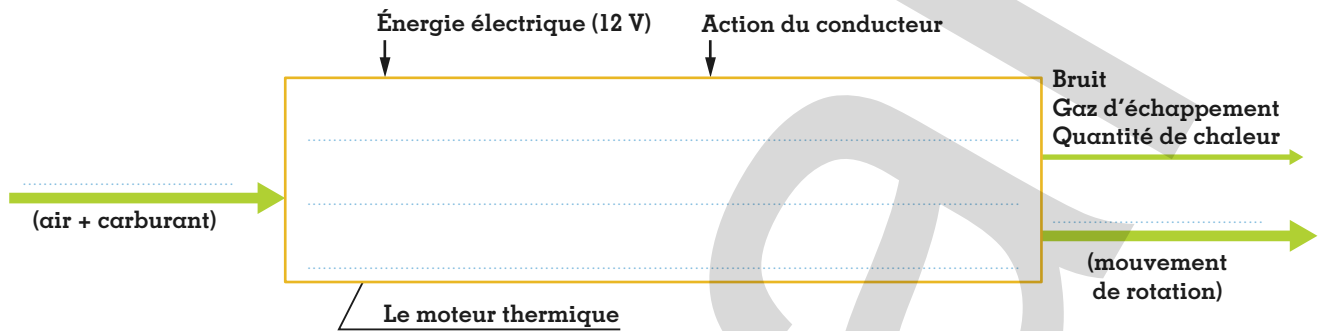 Énergie électrique (12 V)
Action du conducteur
Bruit
Gaz d'échappement
Quantité de chaleur
(air + carburant)
(mouvement
de rotation)
Le moteur thermique